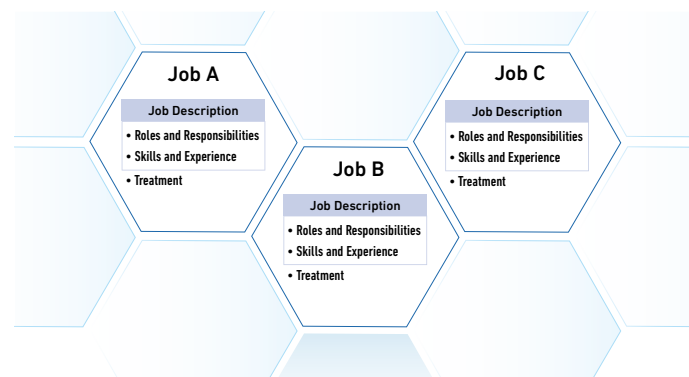 Job A
Job Description
• Roles and Responsibilities
• Skills and Experience
• Treatment
Job B
Job Description
• Roles and Responsibilities
• Skills and Experience
• Treatment
Job C
Job Description
• Roles and Responsibilities
• Skills and Experience
• Treatment